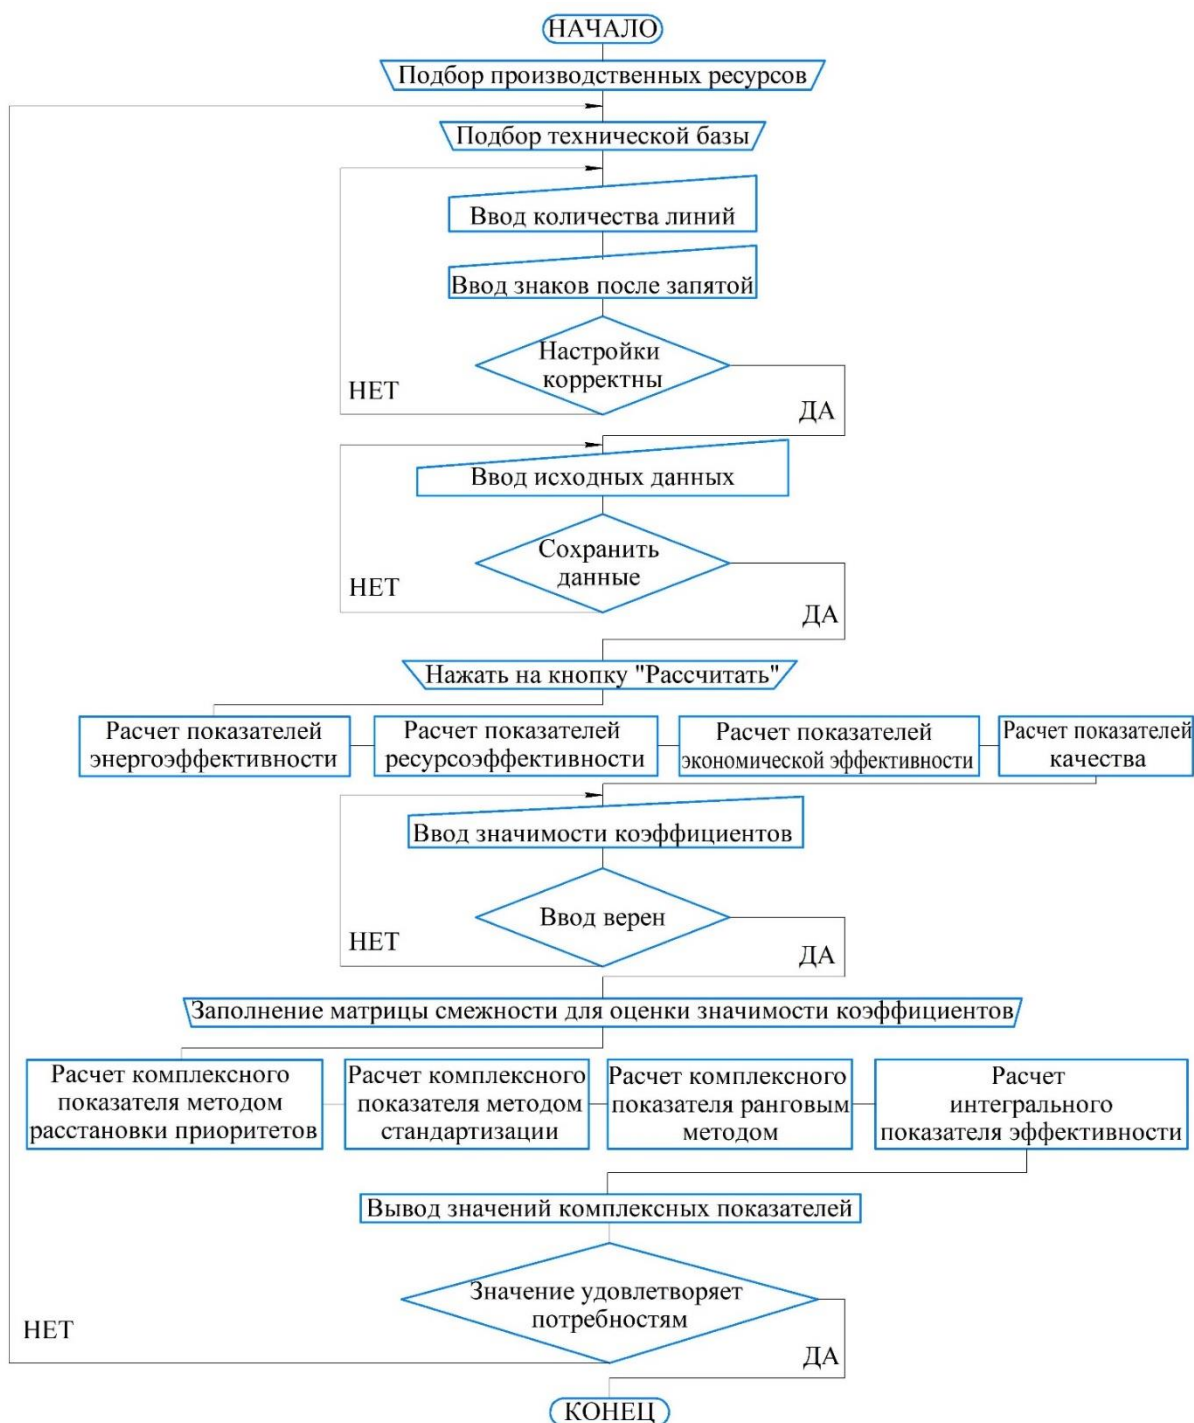 НАЧАЛО
Подбор производственных ресурсов
Подбор технической базы
Ввод количества линий
Ввод знаков после запятой
Настройки
корректны
НЕТ
ДА
Ввод исходных данных
Сохранить
данные
НЕТ
ДА
Нажать на кнопку "Рассчитать"
Расчет показателей
энергоэффективности
Расчет показателей
ресурсоэффективности
Расчет показателей
экономической эффективности
Расчет показателей
качества
Ввод значимости коэффициентов
Ввод верен
НЕТ
ДА
Заполнение матрицы смежности для оценки значимости коэффициентов
Расчет комплексного
показателя методом
расстановки приоритетов
Расчет комплексного
показателя методом
стандартизации
Расчет комплексного
показателя ранговым
методом
Расчет
интегрального
показателя эффективности
Вывод значений комплексных показателей
Значение удовлетворяет
потребностям
НЕТ
ДА
КОНЕЦ